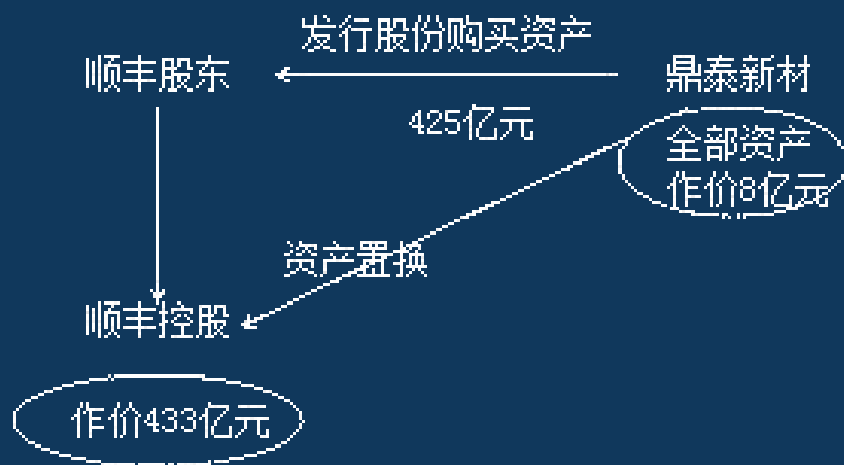 发行股份购买资产
顺丰股东
鼎泰新材
425亿元
全部资产
作价8亿元
资产置换
顺丰控股
作价433亿元